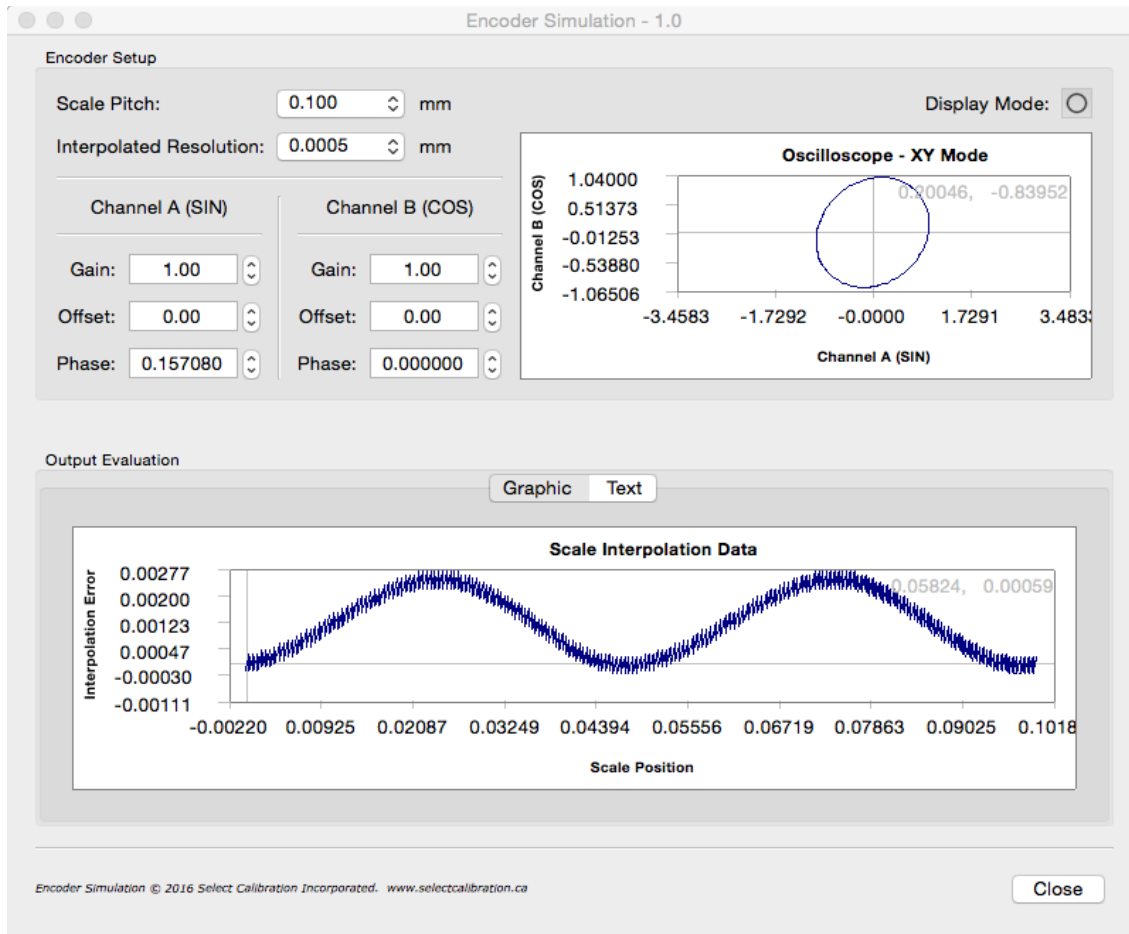 Encoder Simulation - 1.0
Encoder Setup
Scale Pitch: 0.100 mm
Display Mode:
Interpolated Resolution: 0.0005 mm
Channel A (SIN)
Gain: 1.00
Offset: 0.00
Phase: 0.157080
Channel B (COS)
Gain: 1.00
Offset: 0.00
Phase: 0.000000
Oscilloscope - XY Mode
0.20046, -0.83952
Channel B (COS)
1.04000
0.51373
-0.01253
-0.53880
-1.06506
-3.4583 -1.7292 -0.0000 1.7291 3.483
Channel A (SIN)
Output Evaluation
Graphic Text
Scale Interpolation Data
0.05824, 0.00059
Interpolation Error
0.00277
0.00200
0.00123
0.00047
-0.00030
-0.00111
-0.00220 0.00925 0.02087 0.03249 0.04394 0.05556 0.06719 0.07863 0.09025 0.1018
Scale Position
Encoder Simulation © 2016 Select Calibration Incorporated. www.selectcalibration.ca
Close